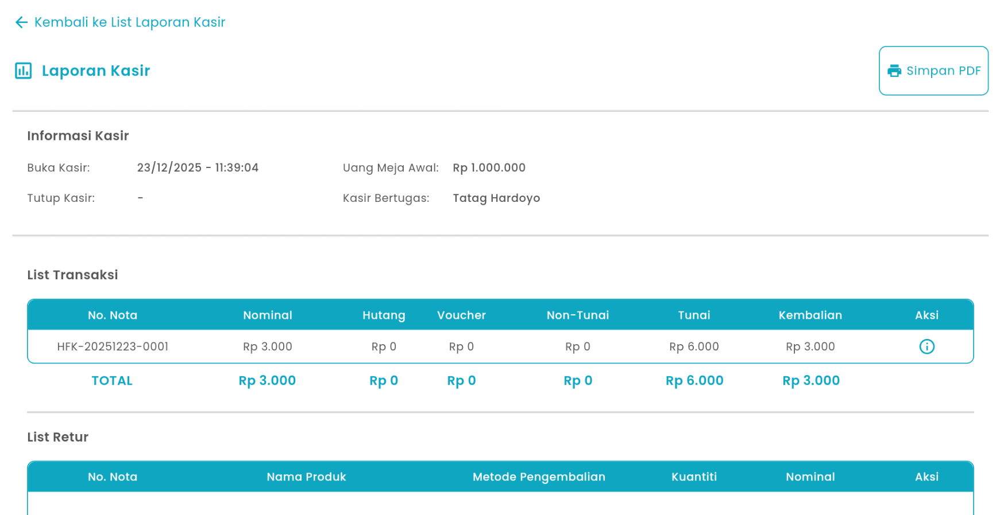 Kembali ke List Laporan Kasir
Laporan Kasir
Simpan PDF
Informasi Kasir
Buka Kasir: 23/12/2025 - 11:39:04 Uang Meja Awal: Rp 1.000.000
Tutup Kasir: - Kasir Bertugas: Tatag Hardoyo
List Transaksi
No. Nota Nominal Hutang Voucher Non-Tunai Tunai Kembalian Aksi
HFK-20251223-0001 Rp 3.000 Rp 0 Rp 0 Rp 0 Rp 6.000 Rp 3.000
TOTAL Rp 3.000 Rp 0 Rp 0 Rp 0 Rp 6.000 Rp 3.000
List Retur
No. Nota Nama Produk Metode Pengembalian Kuantiti Nominal Aksi